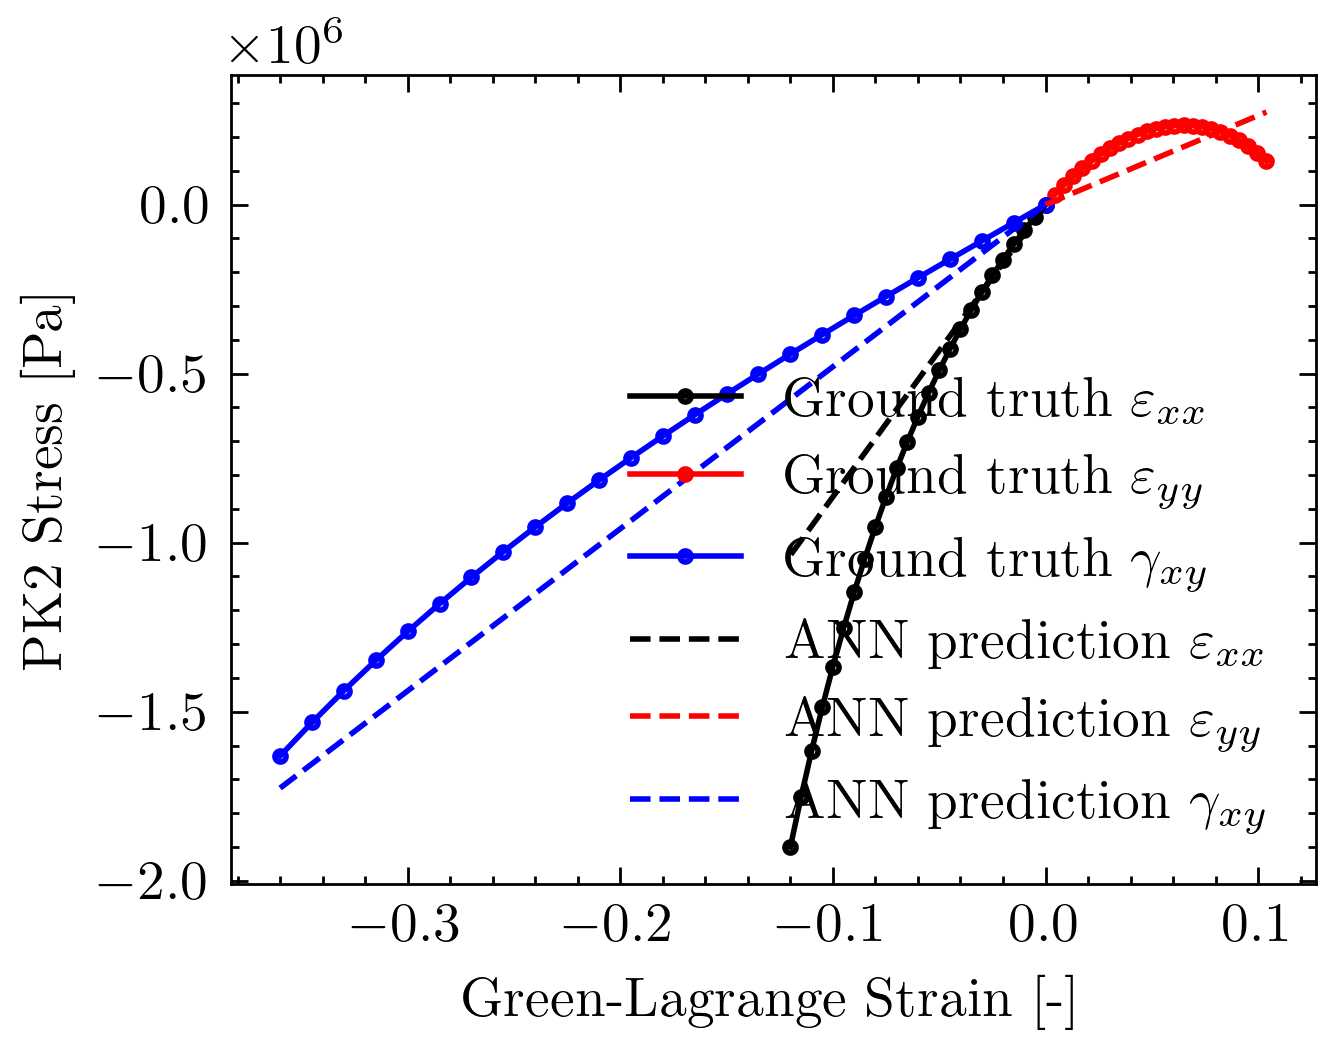 ×10⁶
0.0
−0.5
−1.0
−1.5
−2.0
PK2 Stress [Pa]
Ground truth εxx
Ground truth εyy
Ground truth γxy
ANN prediction εxx
ANN prediction εyy
ANN prediction γxy
−0.3 −0.2 −0.1 0.0 0.1
Green-Lagrange Strain [-]